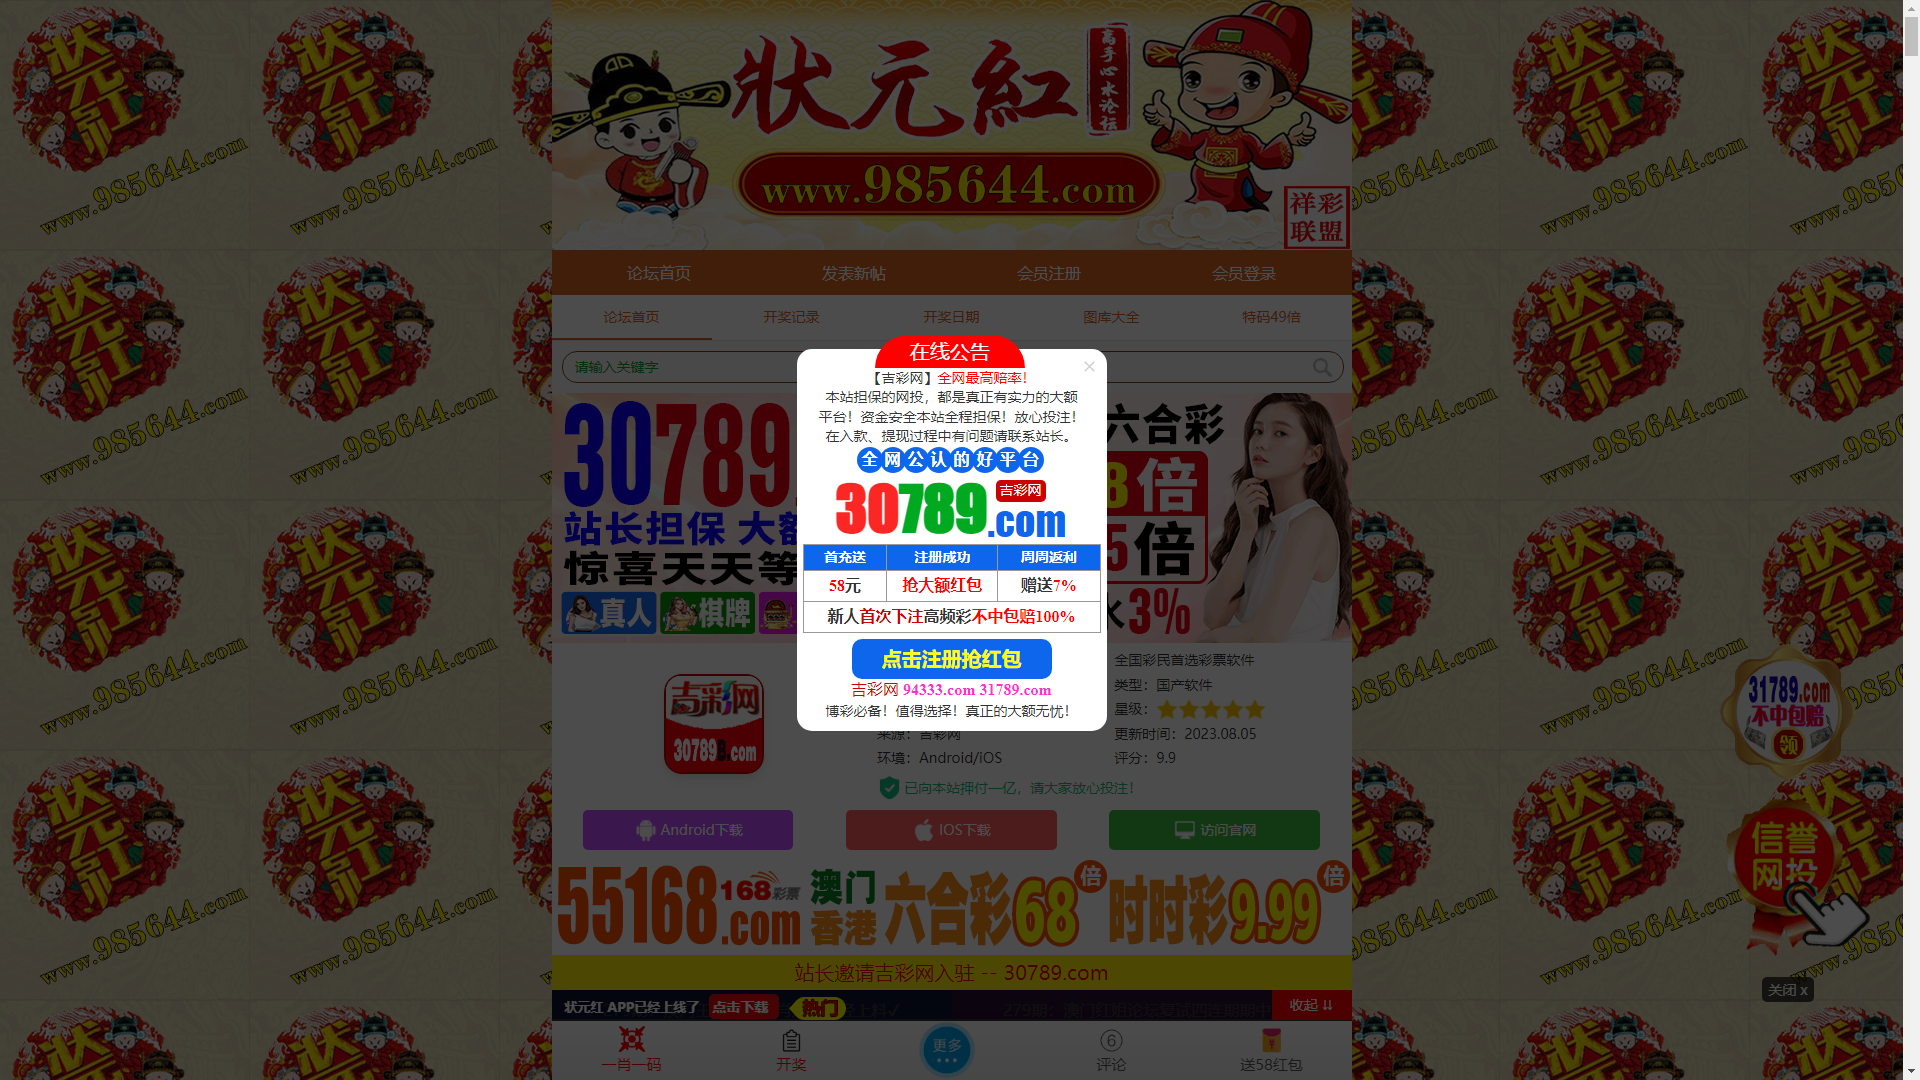 狀元紅
高手心水论坛
www.985644.com
祥彩
联盟
论坛首页
发表新帖
会员注册
会员登录
论坛首页
开奖记录
开奖日期
图库大全
特码49倍
请输入关键字
在线公告
×
【吉彩网】全网最高赔率！
本站担保的网投，都是真正有实力的大额
平台！资金安全本站全程担保！放心投注！
在入款、提现过程中有问题请联系站长。
全网公认的好平台
30789.com
吉彩网
首充送 注册成功 周周返利
58元 抢大额红包 赠送7%
新人首次下注高频彩不中包赔100%
点击注册抢红包
吉彩网 94333.com 31789.com
博彩必备！值得选择！真正的大额无忧！
30789
站长担保 大额
惊喜天天等
真人
棋牌
六合彩
8倍
5倍
水3%
吉彩网
30789.com
全国彩民首选彩票软件
类型：国产软件
星级：
来源：吉彩网
更新时间：2023.08.05
环境：Android/iOS
评分：9.9
已向本站押付一亿，请大家放心投注！
Android下载
IOS下载
访问官网
55168.com
168彩票
澳门
香港
六合彩68倍
时时彩9.99倍
站长邀请吉彩网入驻 -- 30789.com
状元红 APP已经上线了
点击下载
热门
收起
一肖一码
开奖
更多
6
评论
送58红包
31789.com
不中包赔
领
信誉
网投
关闭 x
状元红
www.985644.com